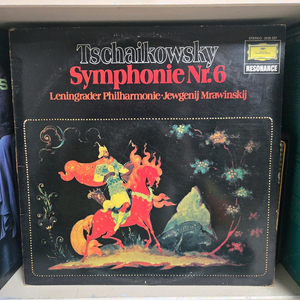 Tschaikowsky
Symphonie Nr. 6
Leningrader Philharmonie·Jewgenij Mrawinskij
STEREO
RESONANCE